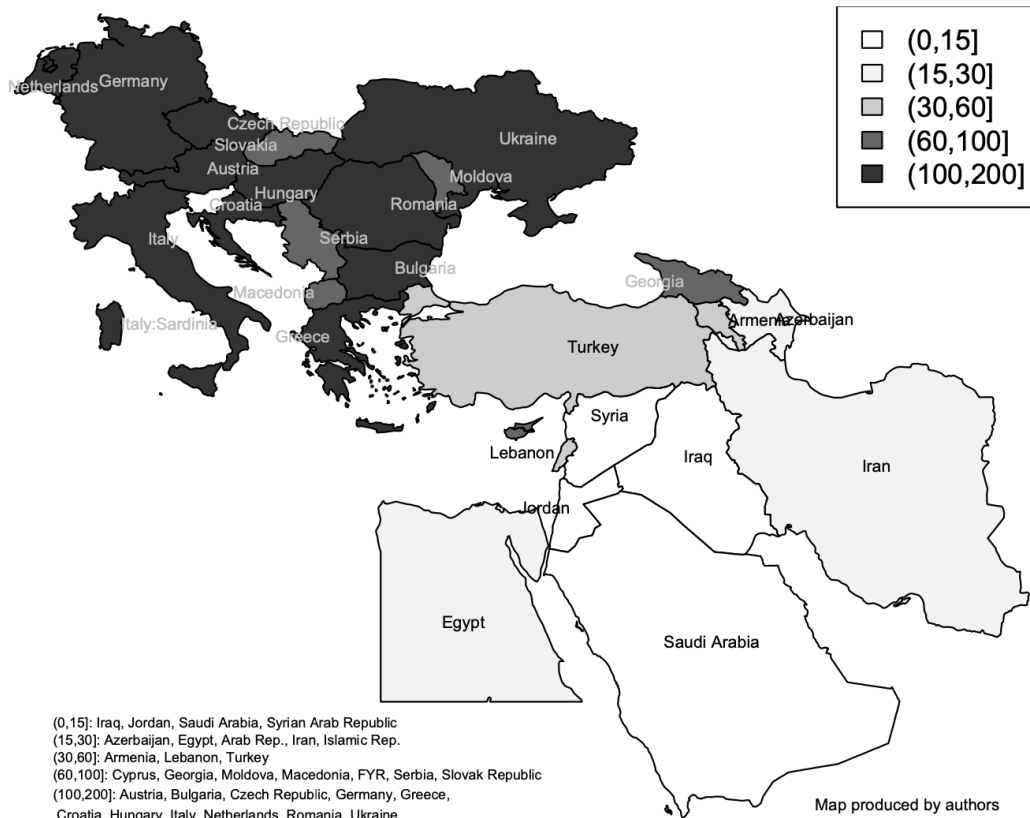 (0,15]
(15,30]
(30,60]
(60,100]
(100,200]
Netherlands
Germany
Czech Republic
Slovakia
Ukraine
Austria
Moldova
Hungary
Croatia
Romania
Italy
Serbia
Bulgaria
Macedonia
Georgia
Italy:Sardinia
Greece
Armenia
Azerbaijan
Turkey
Syria
Lebanon
Iraq
Iran
Jordan
Egypt
Saudi Arabia
(0,15]: Iraq, Jordan, Saudi Arabia, Syrian Arab Republic
(15,30]: Azerbaijan, Egypt, Arab Rep., Iran, Islamic Rep.
(30,60]: Armenia, Lebanon, Turkey
(60,100]: Cyprus, Georgia, Moldova, Macedonia, FYR, Serbia, Slovak Republic
(100,200]: Austria, Bulgaria, Czech Republic, Germany, Greece,
Croatia, Hungary, Italy, Netherlands, Romania, Ukraine
Map produced by authors